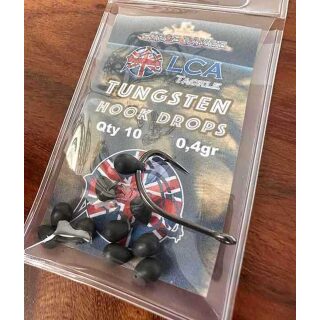 LCA
TACKLE
TUNGSTEN
HOOK DROPS
Qty 10
0,4gr